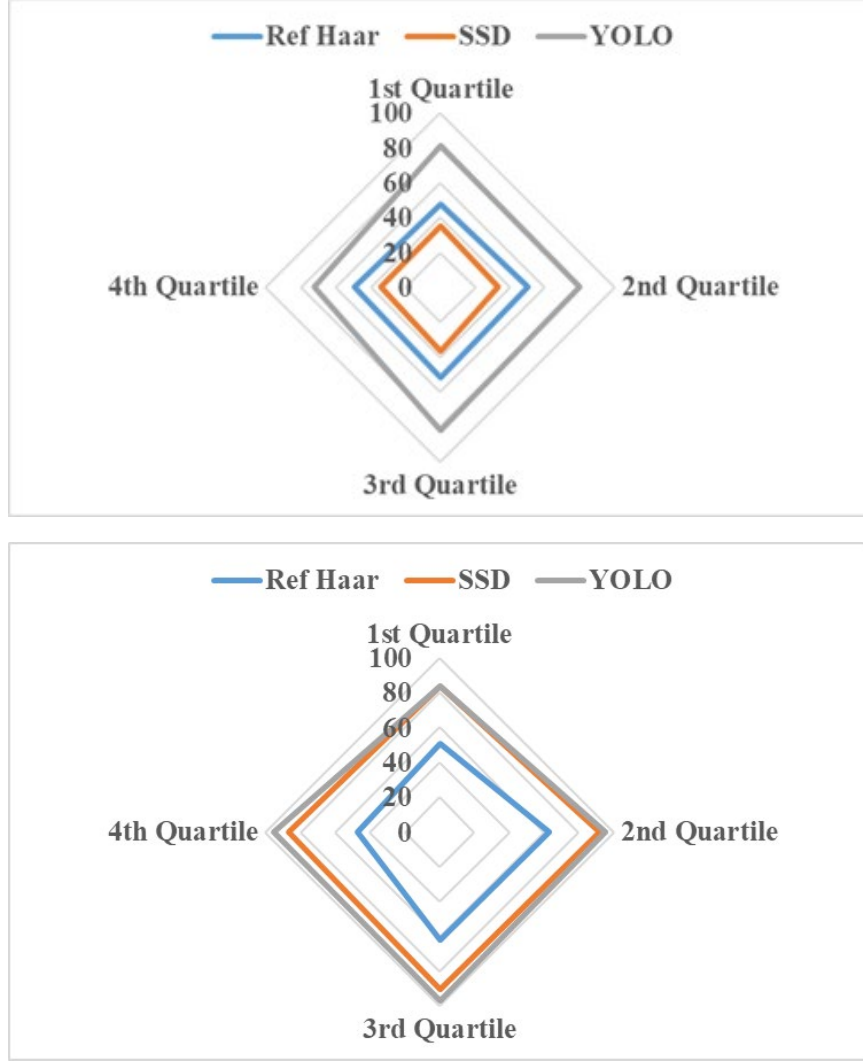 Ref Haar SSD YOLO
1st Quartile
100
80
60
40
20
0
4th Quartile
2nd Quartile
3rd Quartile
Ref Haar SSD YOLO
1st Quartile
100
80
60
40
20
0
4th Quartile
2nd Quartile
3rd Quartile